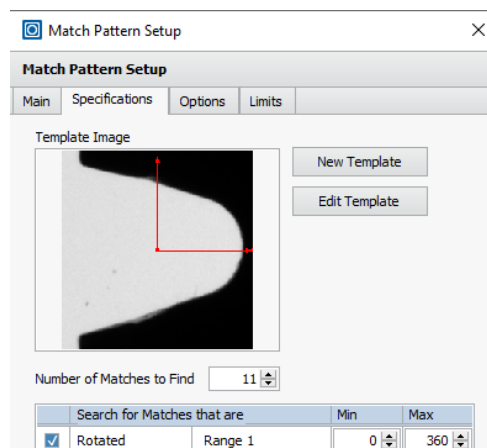 Match Pattern Setup
Match Pattern Setup
Main Specifications Options Limits
Template Image
New Template
Edit Template
Number of Matches to Find 11
Search for Matches that are Min Max
Rotated Range 1 0 360